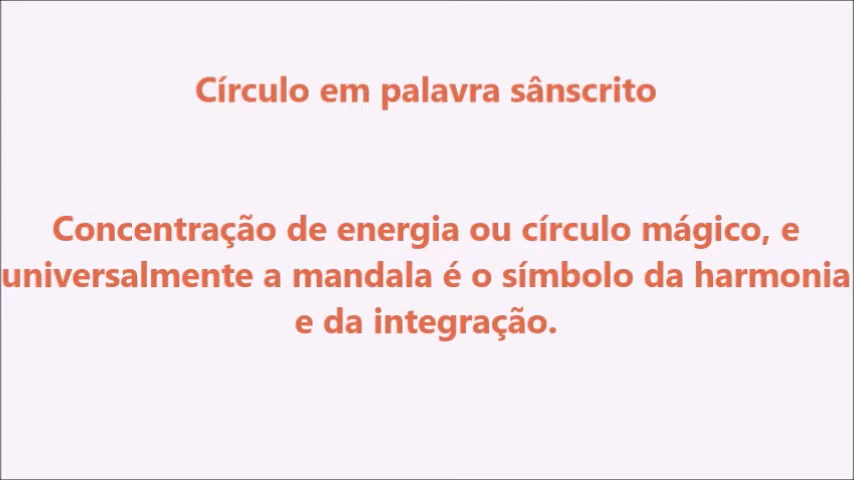 Círculo em palavra sânscrito
Concentração de energia ou círculo mágico, e
universalmente a mandala é o símbolo da harmonia
e da integração.